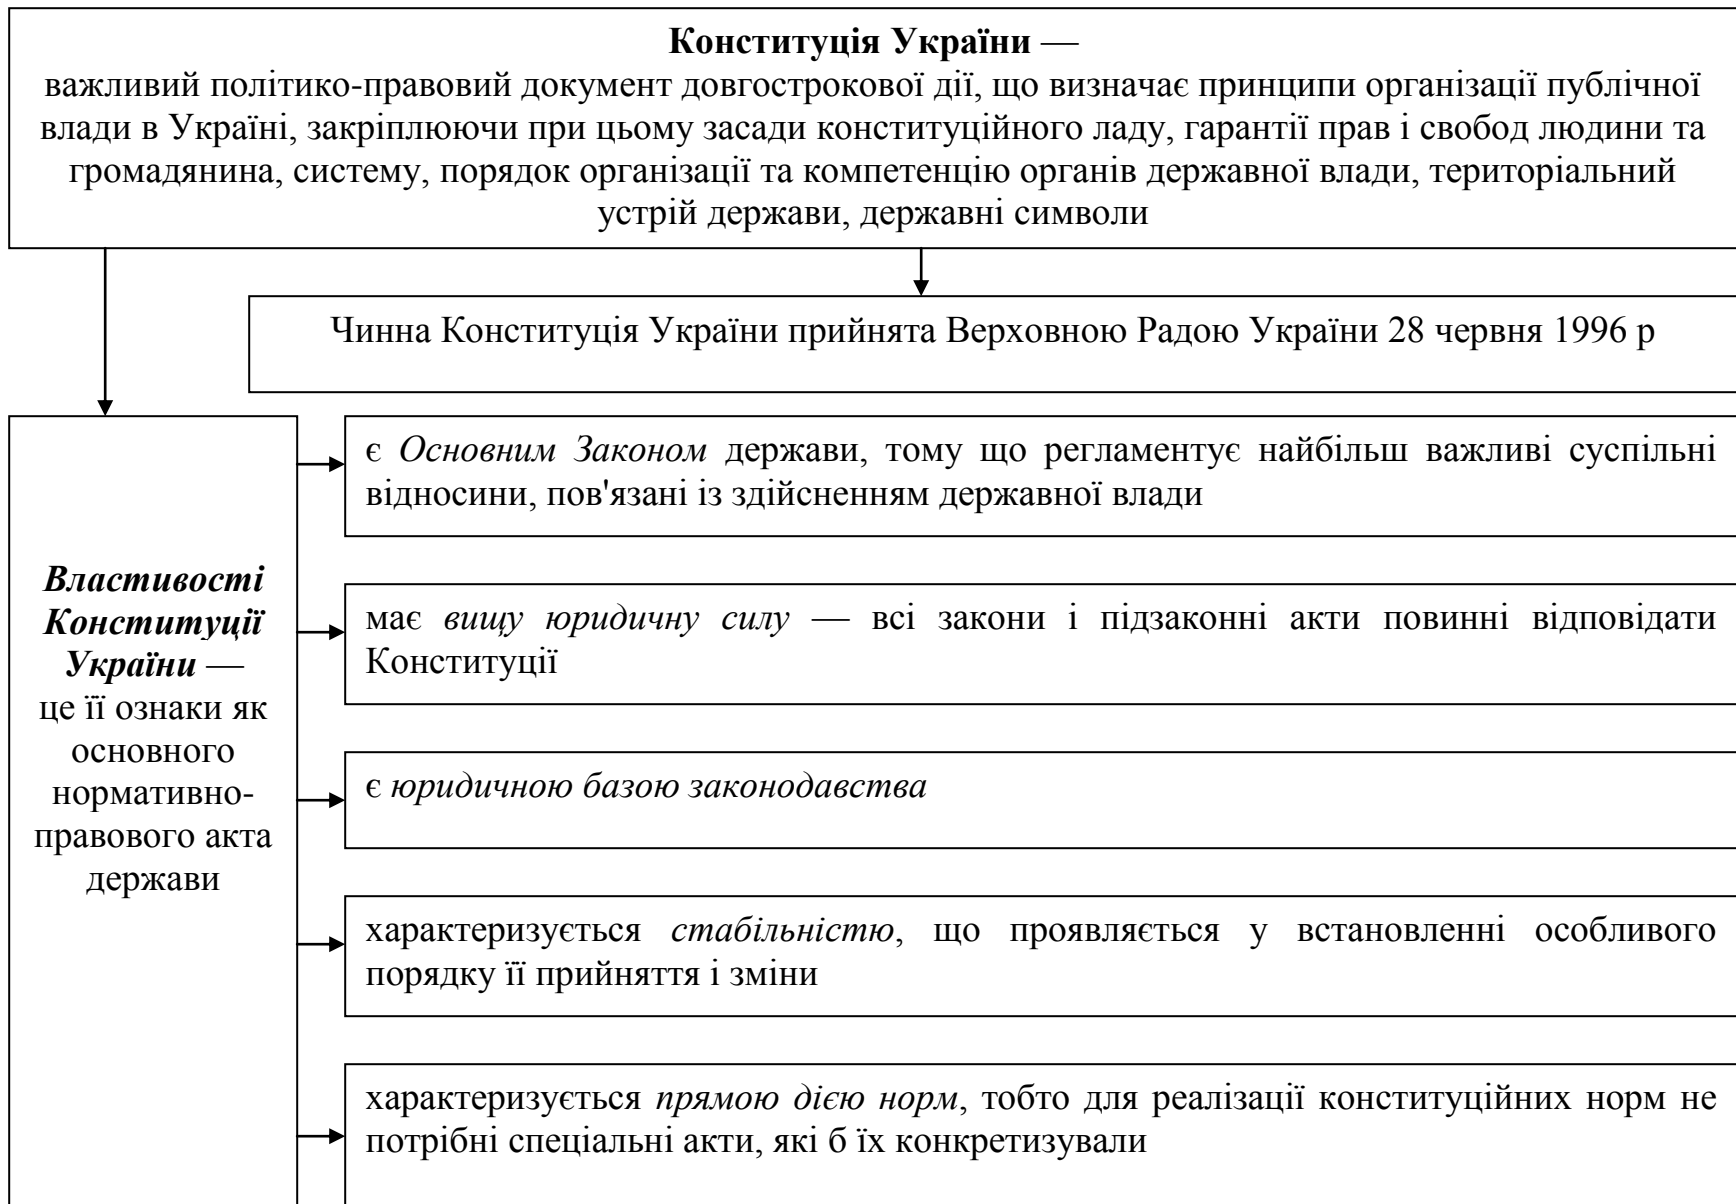 Конституція України —
важливий політико-правовий документ довгострокової дії, що визначає принципи організації публічної
влади в Україні, закріплюючи при цьому засади конституційного ладу, гарантії прав і свобод людини та
громадянина, систему, порядок організації та компетенцію органів державної влади, територіальний
устрій держави, державні символи
Чинна Конституція України прийнята Верховною Радою України 28 червня 1996 р
Властивості
Конституції
України —
це її ознаки як
основного
нормативно-
правового акта
держави
є Основним Законом держави, тому що регламентує найбільш важливі суспільні
відносини, пов'язані із здійсненням державної влади
має вищу юридичну силу — всі закони і підзаконні акти повинні відповідати
Конституції
є юридичною базою законодавства
характеризується стабільністю, що проявляється у встановленні особливого
порядку її прийняття і зміни
характеризується прямою дією норм, тобто для реалізації конституційних норм не
потрібні спеціальні акти, які б їх конкретизували